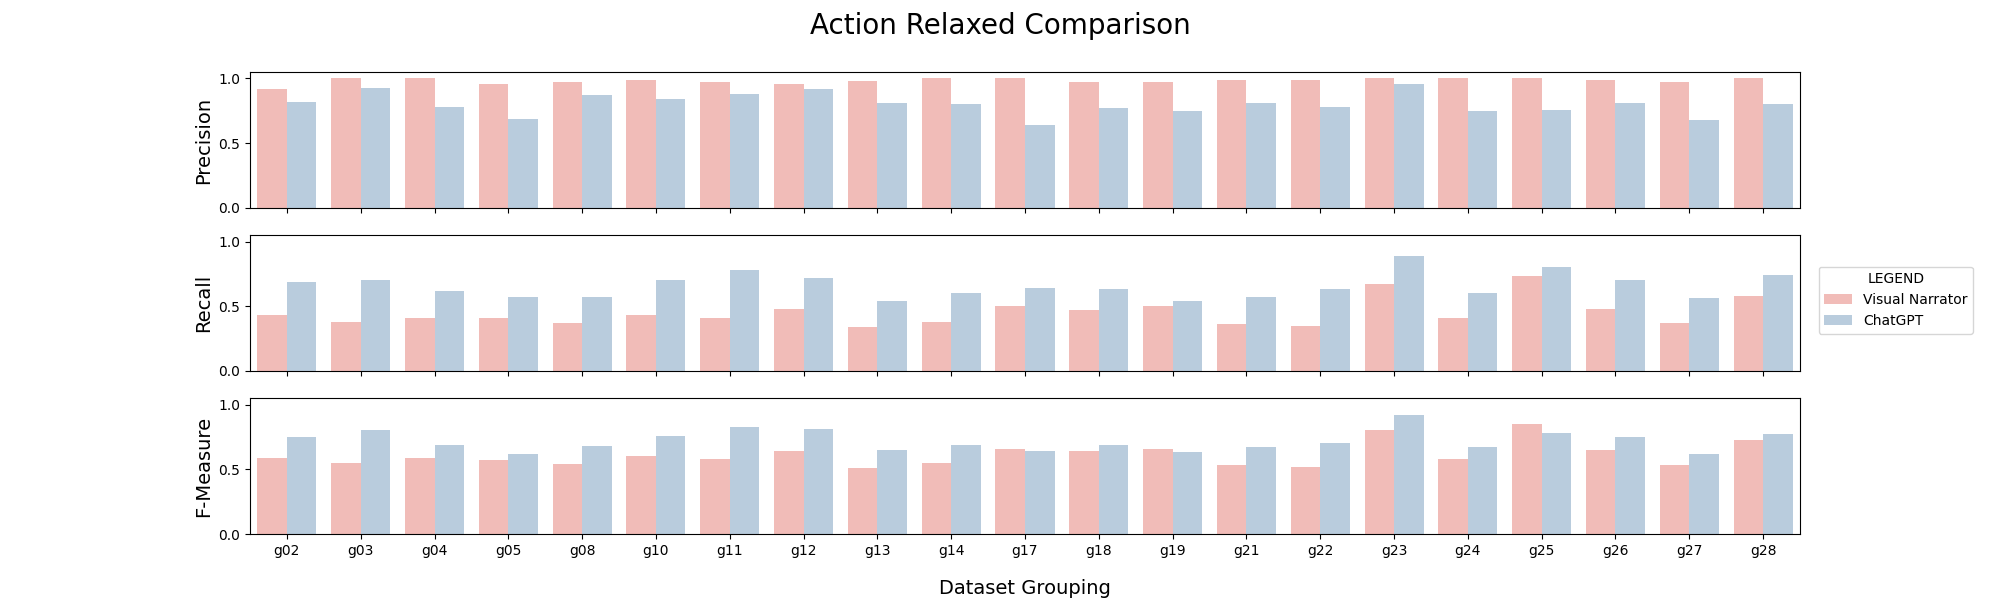 Action Relaxed Comparison
1.0
0.5
0.0
Precision
1.0
0.5
0.0
Recall
1.0
0.5
0.0
F-Measure
g02 g03 g04 g05 g08 g10 g11 g12 g13 g14 g17 g18 g19 g21 g22 g23 g24 g25 g26 g27 g28
Dataset Grouping
LEGEND
Visual Narrator
ChatGPT